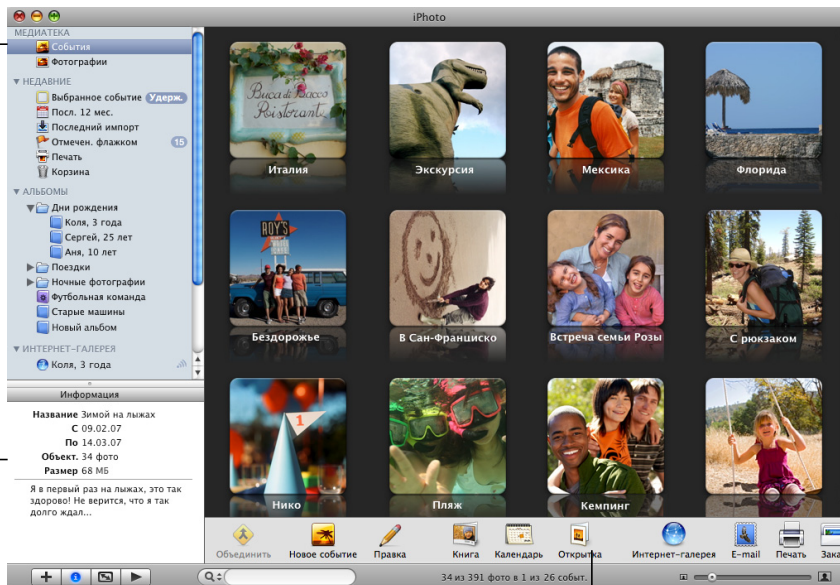 iPhoto
МЕДИАТЕКА
События
Фотографии
НЕДАВНИЕ
Выбранное событие Удерж.
Посл. 12 мес.
Последний импорт
Отмечен. флажком 15
Печать
Корзина
АЛЬБОМЫ
Дни рождения
Коля, 3 года
Сергей, 25 лет
Аня, 10 лет
Поездки
Ночные фотографии
Футбольная команда
Старые машины
Новый альбом
ИНТЕРНЕТ-ГАЛЕРЕЯ
Коля, 3 года
Информация
Название Зимой на лыжах
С 09.02.07
По 14.03.07
Объект. 34 фото
Размер 68 МБ
Я в первый раз на лыжах, это так
здорово! Не верится, что я так
долго ждал...
Buca di Bacco
Ristorante
Италия
Экскурсия
Мексика
Флорида
ROY'S
Бездорожье
В Сан-Франциско
Встреча семьи Розы
С рюкзаком
1
Нико
Пляж
Кемпинг
Объединить
Новое событие
Правка
Книга
Календарь
Открытка
Интернет-галерея
E-mail
Печать
Зака
34 из 391 фото в 1 из 26 событ.